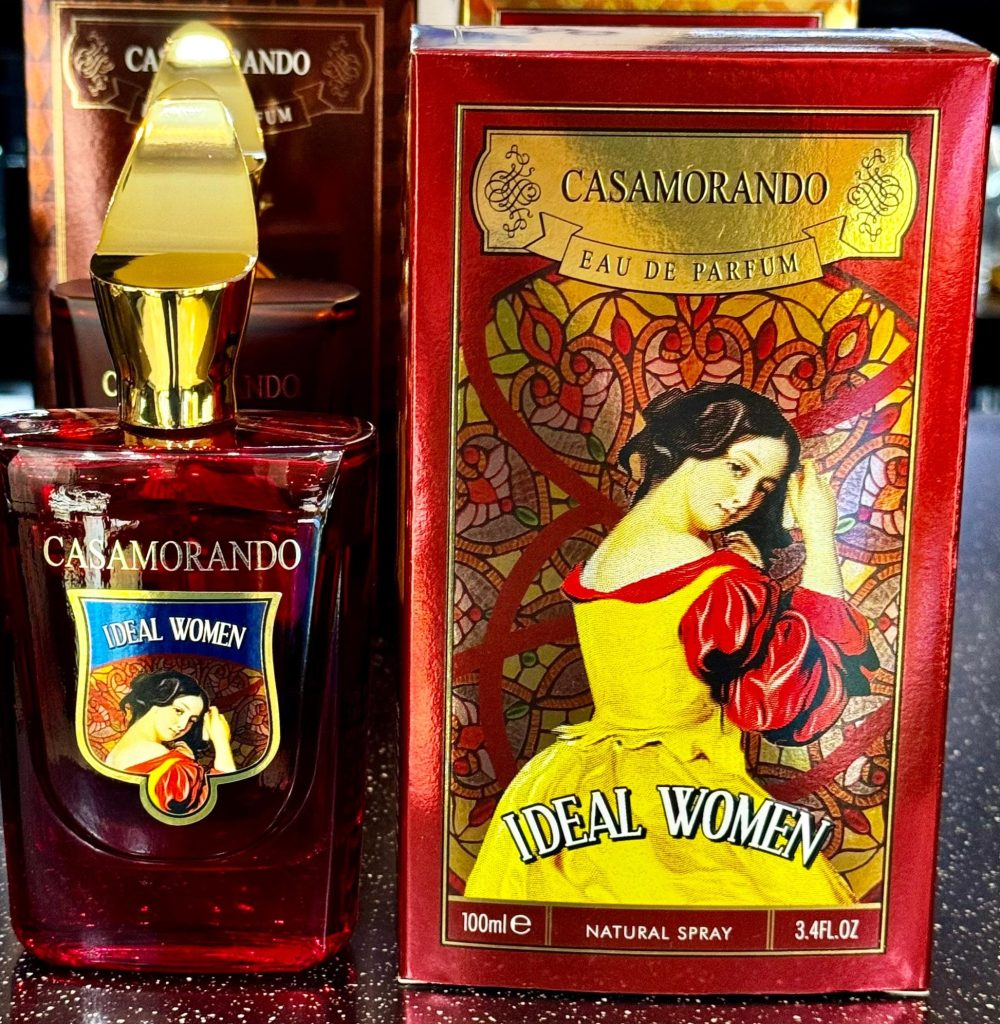 CASAMORANDO
EAU DE PARFUM
IDEAL WOMEN
100ml e
NATURAL SPRAY
3.4FL.OZ
CASAMORANDO
IDEAL WOMEN